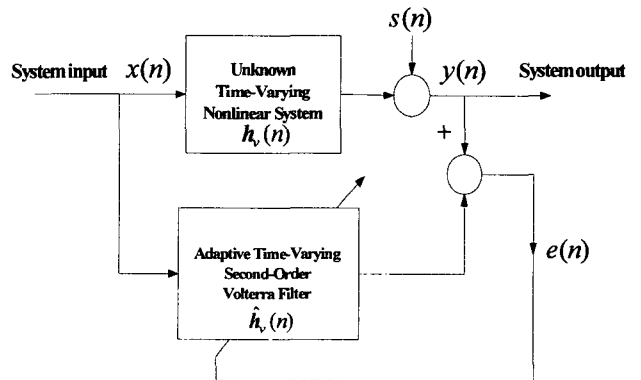 s(n)
System input
x(n)
Unknown
Time-Varying
Nonlinear System
h_v(n)
y(n)
System output
+
Adaptive Time-Varying
Second-Order
Volterra Filter
ĥ_v(n)
e(n)